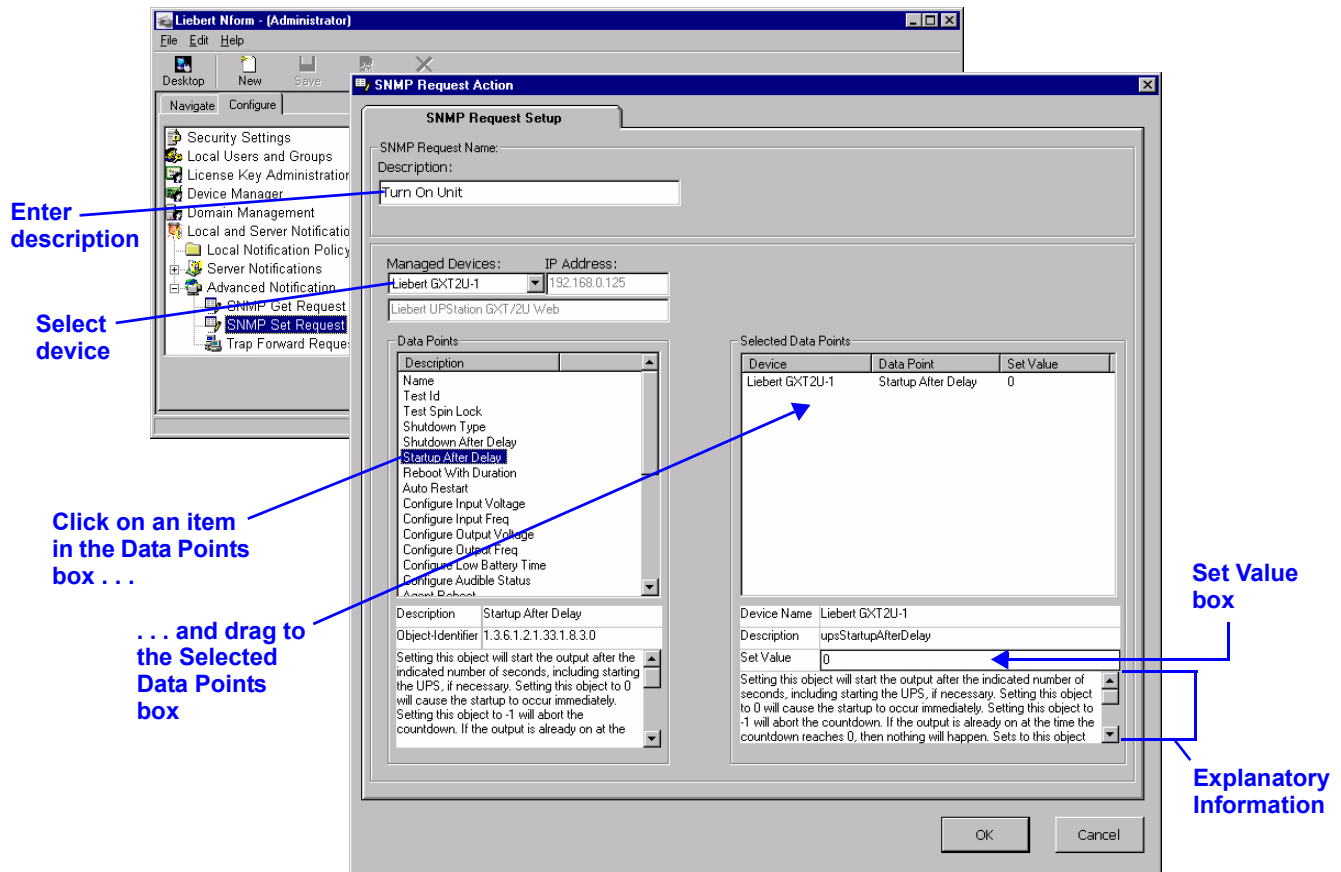 Liebert Nform - (Administrator)
File Edit Help
Desktop New Save
Navigate Configure
Security Settings
Local Users and Groups
License Key Administration
Device Manager
Domain Management
Local and Server Notificatio
Local Notification Policy
Server Notifications
Advanced Notification
SNMP Get Request
SNMP Set Request
Trap Forward Reques
SNMP Request Action
SNMP Request Setup
SNMP Request Name:
Description:
Turn On Unit
Managed Devices: IP Address:
Liebert GXT2U-1 192.168.0.125
Liebert UPStation GXT/2U Web
Data Points
Description
Name
Test Id
Test Spin Lock
Shutdown Type
Shutdown After Delay
Startup After Delay
Reboot With Duration
Auto Restart
Configure Input Voltage
Configure Input Freq
Configure Output Voltage
Configure Output Freq
Configure Low Battery Time
Configure Audible Status
Agent Reboot
Description Startup After Delay
Object-Identifier 1.3.6.1.2.1.33.1.8.3.0
Setting this object will start the output after the
indicated number of seconds, including starting
the UPS, if necessary. Setting this object to 0
will cause the startup to occur immediately.
Setting this object to -1 will abort the
countdown. If the output is already on at the
Selected Data Points
Device Data Point Set Value
Liebert GXT2U-1 Startup After Delay 0
Device Name Liebert GXT2U-1
Description upsStartupAfterDelay
Set Value 0
Setting this object will start the output after the indicated number of
seconds, including starting the UPS, if necessary. Setting this object
to 0 will cause the startup to occur immediately. Setting this object to
-1 will abort the countdown. If the output is already on at the time the
countdown reaches 0, then nothing will happen. Sets to this object
OK Cancel
Enter
description
Select
device
Click on an item
in the Data Points
box . . .
. . . and drag to
the Selected
Data Points
box
Set Value
box
Explanatory
Information